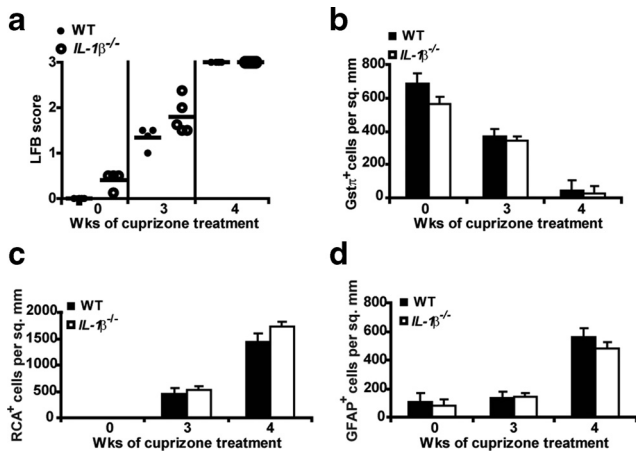 a
WT
IL-1β-/-
LFB score
3
2
1
0
0 3 4
Wks of cuprizone treatment
b
WT
IL-1β-/-
Gstπ+ cells per sq. mm
800
600
400
200
0
0 3 4
Wks of cuprizone treatment
c
WT
IL-1β-/-
RCA+ cells per sq. mm
2000
1500
1000
500
0
0 3 4
Wks of cuprizone treatment
d
WT
IL-1β-/-
GFAP+ cells per sq. mm
800
600
400
200
0
0 3 4
Wks of cuprizone treatment